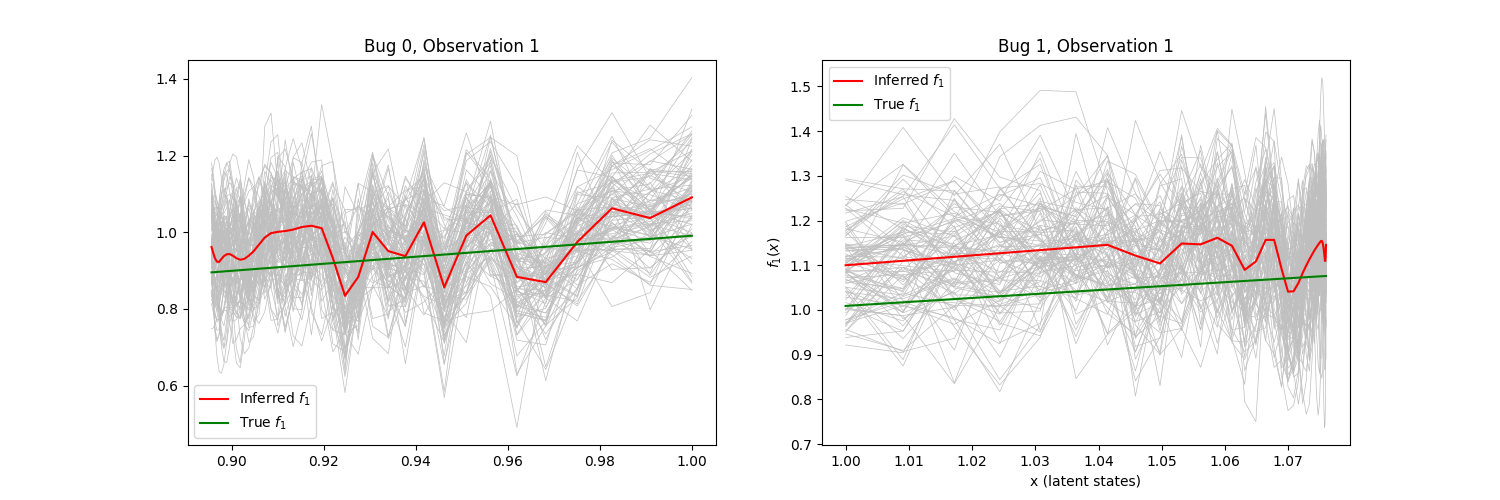 Bug 0, Observation 1
1.4
1.2
1.0
0.8
0.6
Inferred f₁
True f₁
0.90 0.92 0.94 0.96 0.98 1.00
Bug 1, Observation 1
Inferred f₁
True f₁
1.5
1.4
1.3
1.2
1.1
1.0
0.9
0.8
0.7
f₁(x)
1.00 1.01 1.02 1.03 1.04 1.05 1.06 1.07
x (latent states)